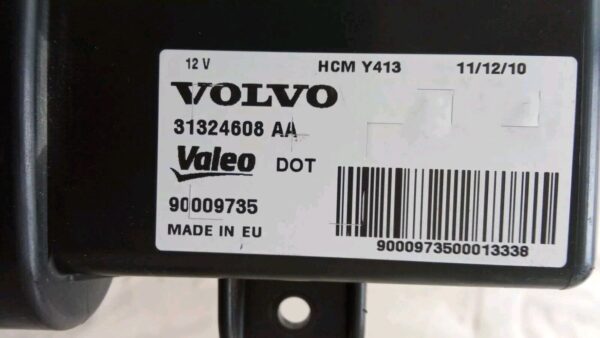 12 V HCM Y413 11/12/10
VOLVO
31324608 AA
Valeo DOT
90009735
MADE IN EU
9000973500013338